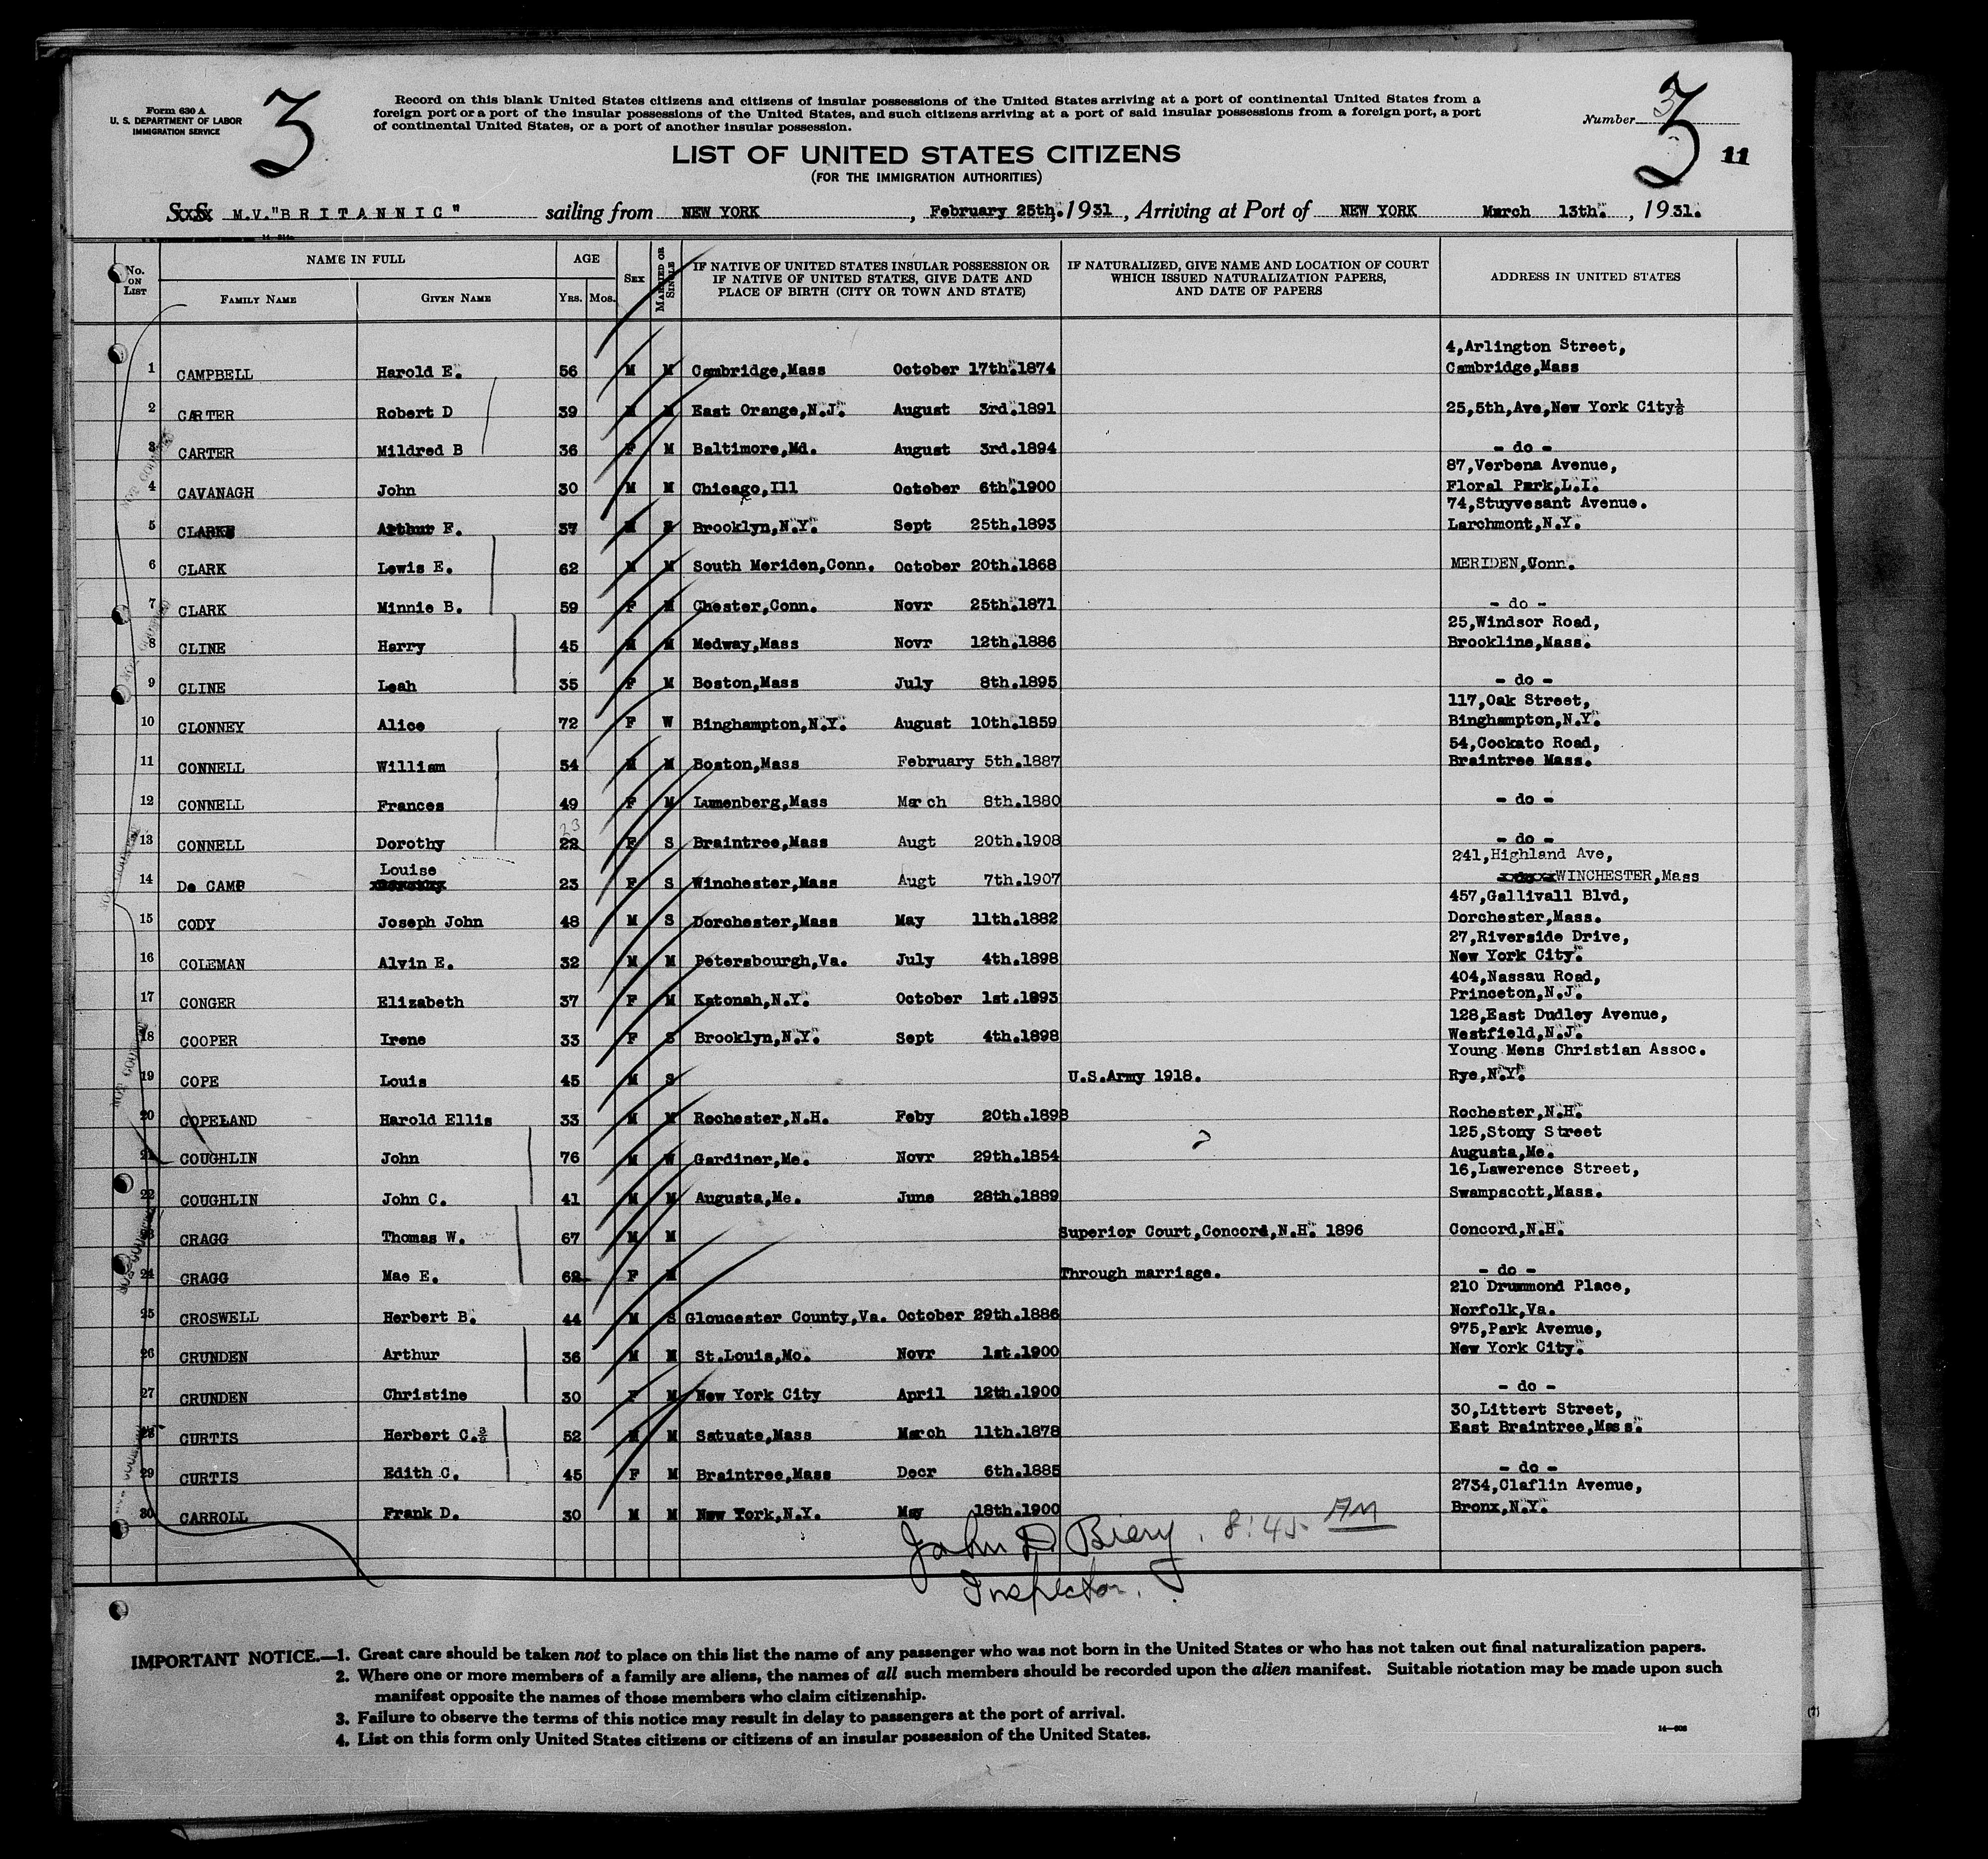 Form 630 A
U. S. DEPARTMENT OF LABOR
IMMIGRATION SERVICE
3
Record on this blank United States citizens and citizens of insular possessions of the United States arriving at a port of continental United States from a
foreign port or a port of the insular possessions of the United States, and such citizens arriving at a port of said insular possessions from a foreign port, a port
of continental United States, or a port of another insular possession.
Number 3
3 11
LIST OF UNITED STATES CITIZENS
(FOR THE IMMIGRATION AUTHORITIES)
M.V."BRITANNIC" sailing from NEW YORK, February 25th. 1931, Arriving at Port of NEW YORK March 13th., 1931.
No. ON LIST NAME IN FULL FAMILY NAME GIVEN NAME AGE YRS. MOS. SEX MARRIED OR SINGLE IF NATIVE OF UNITED STATES INSULAR POSSESSION OR IF NATIVE OF UNITED STATES, GIVE DATE AND PLACE OF BIRTH (CITY OR TOWN AND STATE) IF NATURALIZED, GIVE NAME AND LOCATION OF COURT WHICH ISSUED NATURALIZATION PAPERS, AND DATE OF PAPERS ADDRESS IN UNITED STATES
4,Arlington Street,
1 CAMPBELL Harold E. 56 M M Cambridge,Mass October 17th.1874 Cambridge,Mass
2 CARTER Robert D 39 M M East Orange,N.J. August 3rd.1891 25,5th,Ave,New York City½
3 CARTER Mildred B 36 F M Baltimore,Md. August 3rd.1894 - do -
87,Verbena Avenue,
4 CAVANAGH John 30 M M Chicago,Ill October 6th.1900 Floral Park,L.I.
74,Stuyvesant Avenue.
5 CLARKE Arthur F. 37 M S Brooklyn,N.Y. Sept 25th.1893 Larchmont,N.Y.
6 CLARK Lewis E. 62 M M South Meriden,Conn. October 20th.1868 MERIDEN,Conn.
7 CLARK Minnie B. 59 F M Chester,Conn. Novr 25th.1871 - do -
25,Windsor Road,
8 CLINE Harry 45 M M Medway,Mass Novr 12th.1886 Brookline,Mass.
9 CLINE Leah 35 F M Boston,Mass July 8th.1895 - do -
117,Oak Street,
10 CLONNEY Alice 72 F W Binghampton,N.Y. August 10th.1859 Binghampton,N.Y.
54,Cockato Road,
11 CONNELL William 54 M M Boston,Mass February 5th.1887 Braintree Mass.
12 CONNELL Frances 49 F M Lumenberg,Mass March 8th.1880 - do -
13 CONNELL Dorothy 22 F S Braintree,Mass Augt 20th.1908 - do -
241,Highland Ave,
14 De CAMP Louise 23 F S Winchester,Mass Augt 7th.1907 WINCHESTER,Mass
457,Gallivall Blvd,
15 CODY Joseph John 48 M S Dorchester,Mass May 11th.1882 Dorchester,Mass.
27,Riverside Drive,
16 COLEMAN Alvin E. 32 M M Petersbourgh,Va. July 4th.1898 New York City.
404,Nassau Road,
17 CONGER Elizabeth 37 F M Katonah,N.Y. October 1st.1893 Princeton,N.J.
128,East Dudley Avenue,
18 COOPER Irene 33 F S Brooklyn,N.Y. Sept 4th.1898 Westfield,N.J.
Young Mens Christian Assoc.
19 COPE Louis 45 M S U.S.Army 1918. Rye,N.Y.
20 COPELAND Harold Ellis 33 M M Rochester,N.H. Feby 20th.1898 Rochester,N.H.
125,Stony Street
21 COUGHLIN John 76 M W Gardiner,Me. Novr 29th.1854 Augusta,Me.
16,Lawerence Street,
22 COUGHLIN John C. 41 M M Augusta,Me. June 28th.1889 Swampscott,Mass.
23 CRAGG Thomas W. 67 M M Superior Court,Concord,N.H. 1896 Concord,N.H.
24 CRAGG Mae E. 62 F M Through marriage. - do -
210 Drummond Place,
25 CROSWELL Herbert B. 44 M S Gloucester County,Va. October 29th.1886 Norfolk,Va.
975,Park Avenue,
26 CRUNDEN Arthur 36 M M St.Louis,Mo. Novr 1st.1900 New York City.
27 CRUNDEN Christine 30 F M New York City April 12th.1900 - do -
30,Littert Street,
28 CURTIS Herbert C. 52 M M Satuate,Mass March 11th.1878 East Braintree,Mass.
29 CURTIS Edith C. 45 F M Braintree,Mass Decr 6th.1885 - do -
2734,Claflin Avenue,
30 CARROLL Frank D. 30 M M New York,N.Y. May 18th.1900 Bronx,N.Y.
John D. Biery. 8:45 AM
Inspector.
IMPORTANT NOTICE.—1. Great care should be taken not to place on this list the name of any passenger who was not born in the United States or who has not taken out final naturalization papers.
2. Where one or more members of a family are aliens, the names of all such members should be recorded upon the alien manifest. Suitable notation may be made upon such
manifest opposite the names of those members who claim citizenship.
3. Failure to observe the terms of this notice may result in delay to passengers at the port of arrival.
4. List on this form only United States citizens or citizens of an insular possession of the United States.